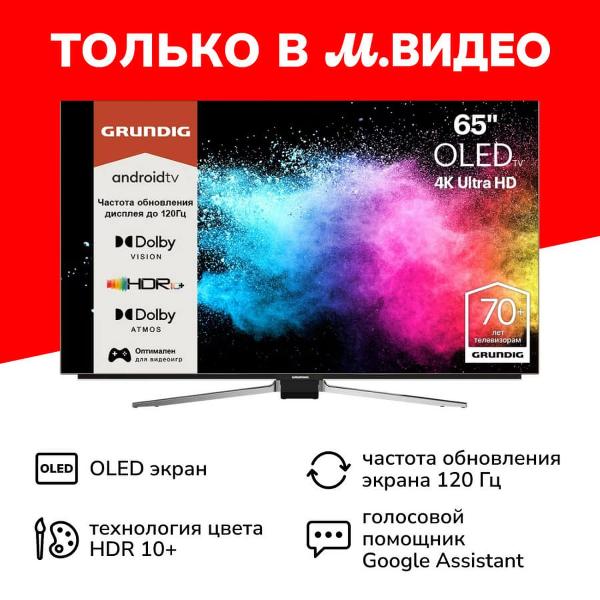 ТОЛЬКО В М.ВИДЕО
GRUNDIG
androidtv
Частота обновления
дисплея до 120Гц
Dolby
VISION
HDR10+
Dolby
ATMOS
Оптимален
для видеоигр
65"
OLED TV
4K Ultra HD
70+
лет
телевизорам
GRUNDIG
GRUNDIG
OLED
OLED экран
частота обновления
экрана 120 Гц
технология цвета
HDR 10+
голосовой
помощник
Google Assistant